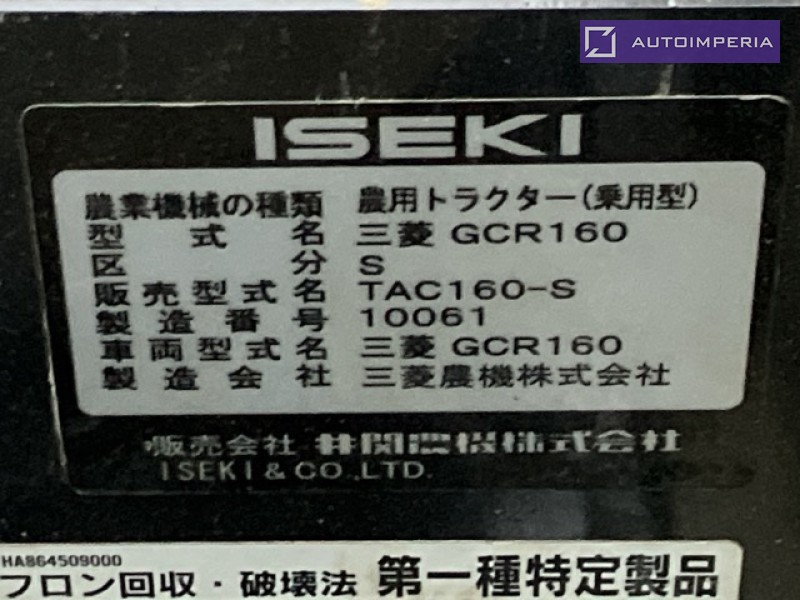 AUTOIMPERIA
ISEKI
農業機械の種類 農用トラクター(乗用型)
型式名 三菱 GCR160
区分 S
販売型式名 TAC160-S
製造番号 10061
車両型式名 三菱 GCR160
製造会社 三菱農機株式会社
販売会社 井関農機株式会社
ISEKI & CO.,LTD.
HA864509000
フロン回収・破壊法 第一種特定製品